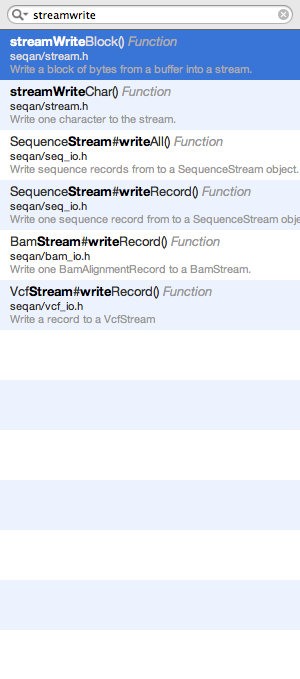 streamwrite
streamWriteBlock() Function
seqan/stream.h
Write a block of bytes from a buffer into a stream.
streamWriteChar() Function
seqan/stream.h
Write one character to the stream.
SequenceStream#writeAll() Function
seqan/seq_io.h
Write sequence records from to a SequenceStream object.
SequenceStream#writeRecord() Function
seqan/seq_io.h
Write one sequence record from to a SequenceStream obje
BamStream#writeRecord() Function
seqan/bam_io.h
Write one BamAlignmentRecord to a BamStream.
VcfStream#writeRecord() Function
seqan/vcf_io.h
Write a record to a VcfStream